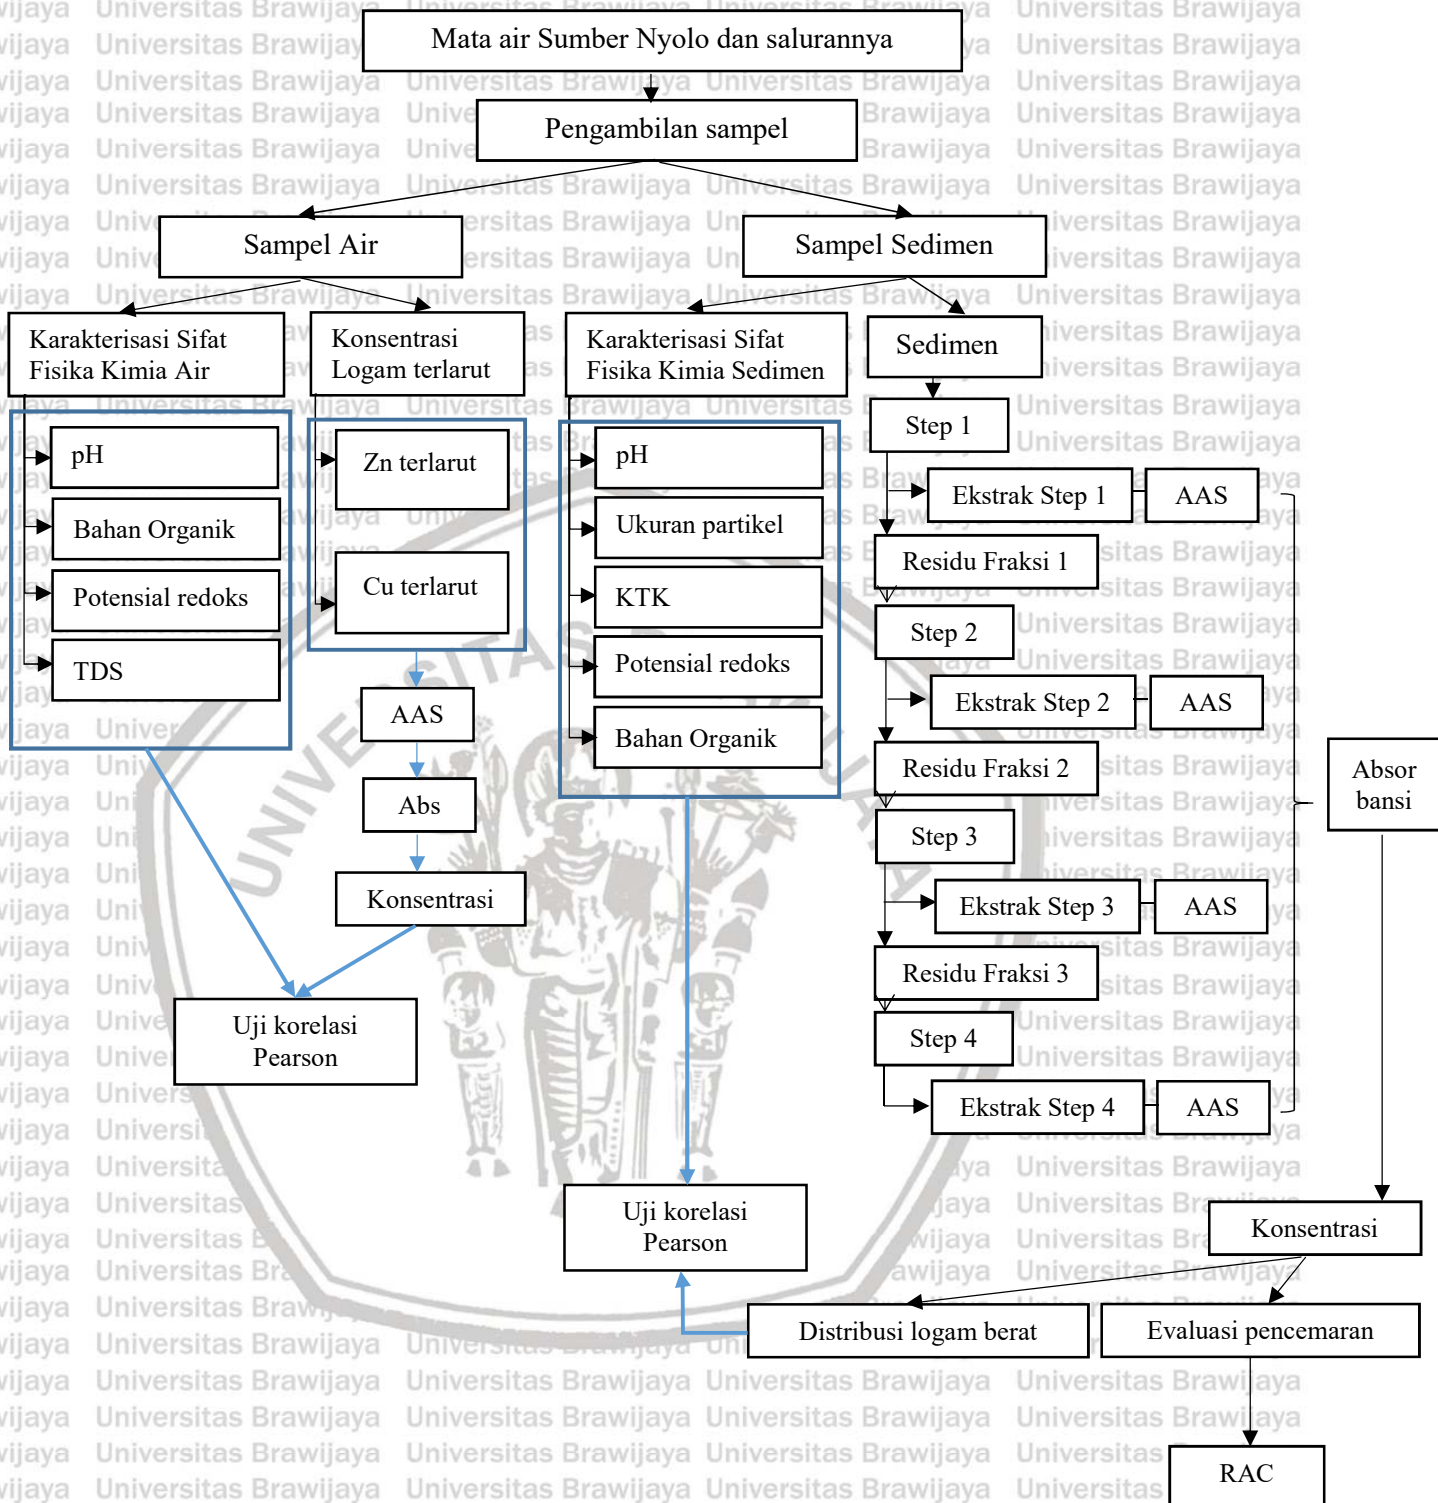 Mata air Sumber Nyolo dan salurannya
Pengambilan sampel
Sampel Air
Sampel Sedimen
Karakterisasi Sifat
Fisika Kimia Air
Konsentrasi
Logam terlarut
Karakterisasi Sifat
Fisika Kimia Sedimen
Sedimen
pH
Bahan Organik
Potensial redoks
TDS
Zn terlarut
Cu terlarut
AAS
Abs
Konsentrasi
Uji korelasi
Pearson
pH
Ukuran partikel
KTK
Potensial redoks
Bahan Organik
Uji korelasi
Pearson
Step 1
Ekstrak Step 1
AAS
Residu Fraksi 1
Step 2
Ekstrak Step 2
AAS
Residu Fraksi 2
Step 3
Ekstrak Step 3
AAS
Residu Fraksi 3
Step 4
Ekstrak Step 4
AAS
Absor
bansi
Konsentrasi
Distribusi logam berat
Evaluasi pencemaran
RAC